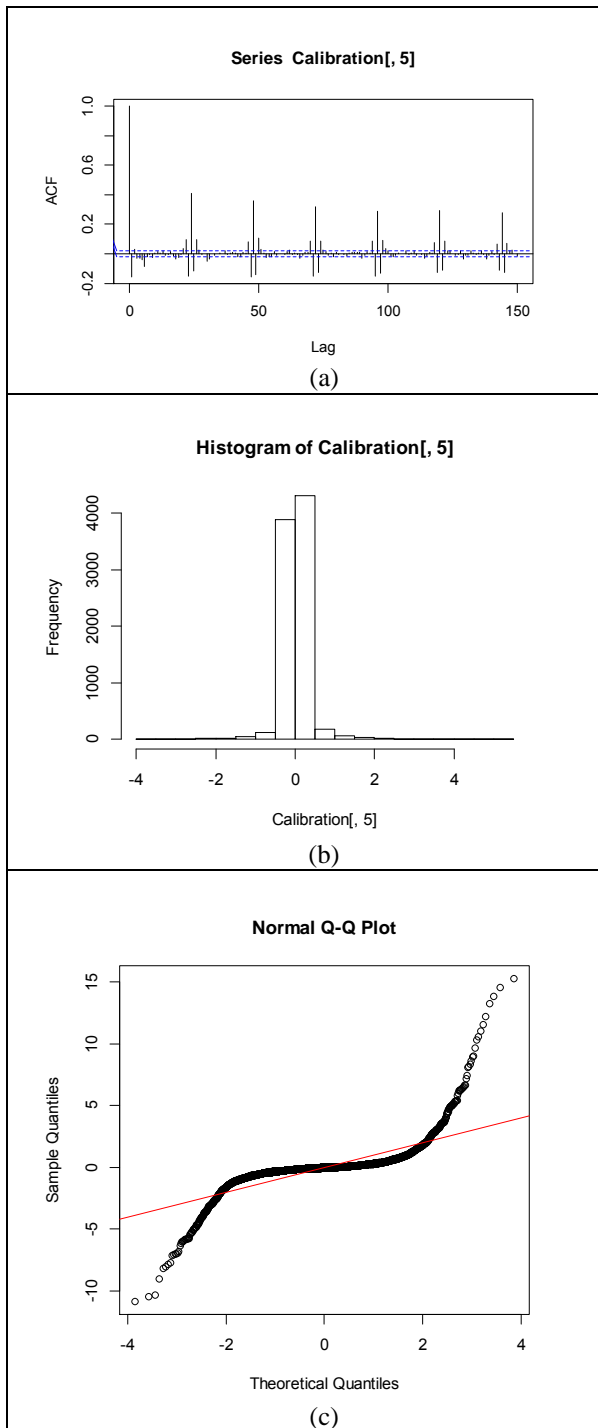 Series Calibration[, 5]
ACF
1.0
0.6
0.2
-0.2
0 50 100 150
Lag
(a)
Histogram of Calibration[, 5]
Frequency
4000
3000
2000
1000
0
-4 -2 0 2 4
Calibration[, 5]
(b)
Normal Q-Q Plot
Sample Quantiles
15
10
5
0
-5
-10
-4 -2 0 2 4
Theoretical Quantiles
(c)